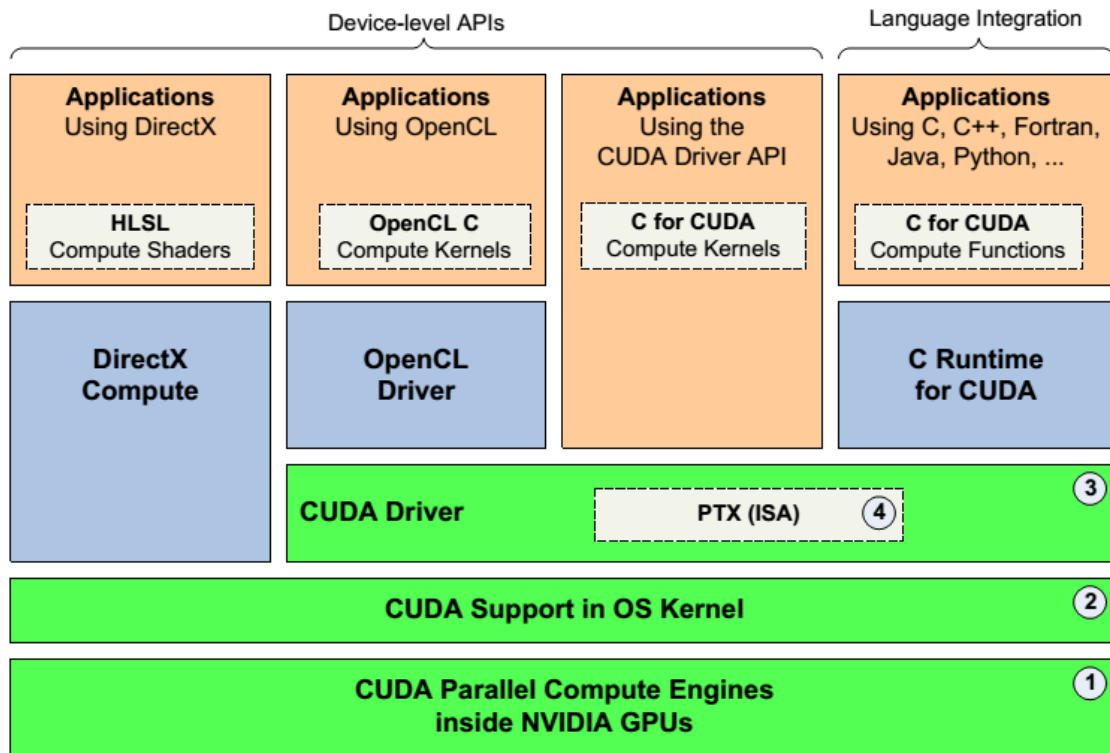 Device-level APIs
Language Integration
Applications
Using DirectX
HLSL
Compute Shaders
Applications
Using OpenCL
OpenCL C
Compute Kernels
Applications
Using the
CUDA Driver API
C for CUDA
Compute Kernels
Applications
Using C, C++, Fortran,
Java, Python, ...
C for CUDA
Compute Functions
DirectX
Compute
OpenCL
Driver
C Runtime
for CUDA
CUDA Driver
PTX (ISA)
4
3
CUDA Support in OS Kernel
2
CUDA Parallel Compute Engines
inside NVIDIA GPUs
1